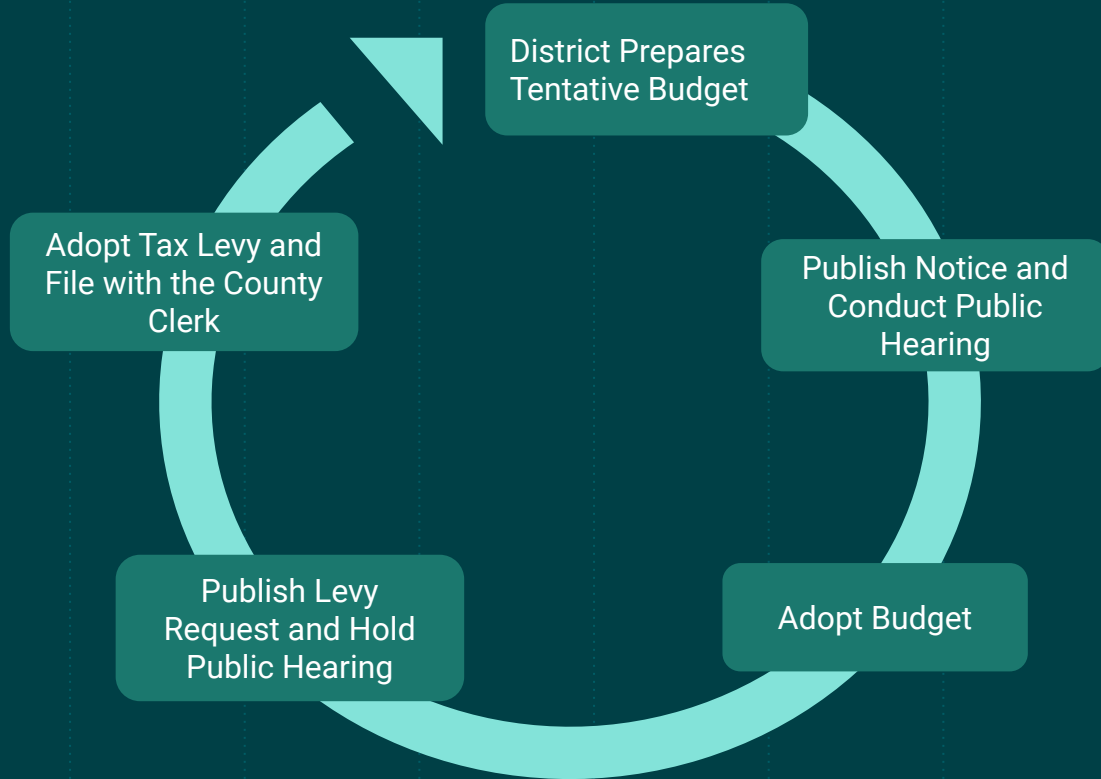 District Prepares
Tentative Budget
Publish Notice and
Conduct Public
Hearing
Adopt Budget
Publish Levy
Request and Hold
Public Hearing
Adopt Tax Levy and
File with the County
Clerk